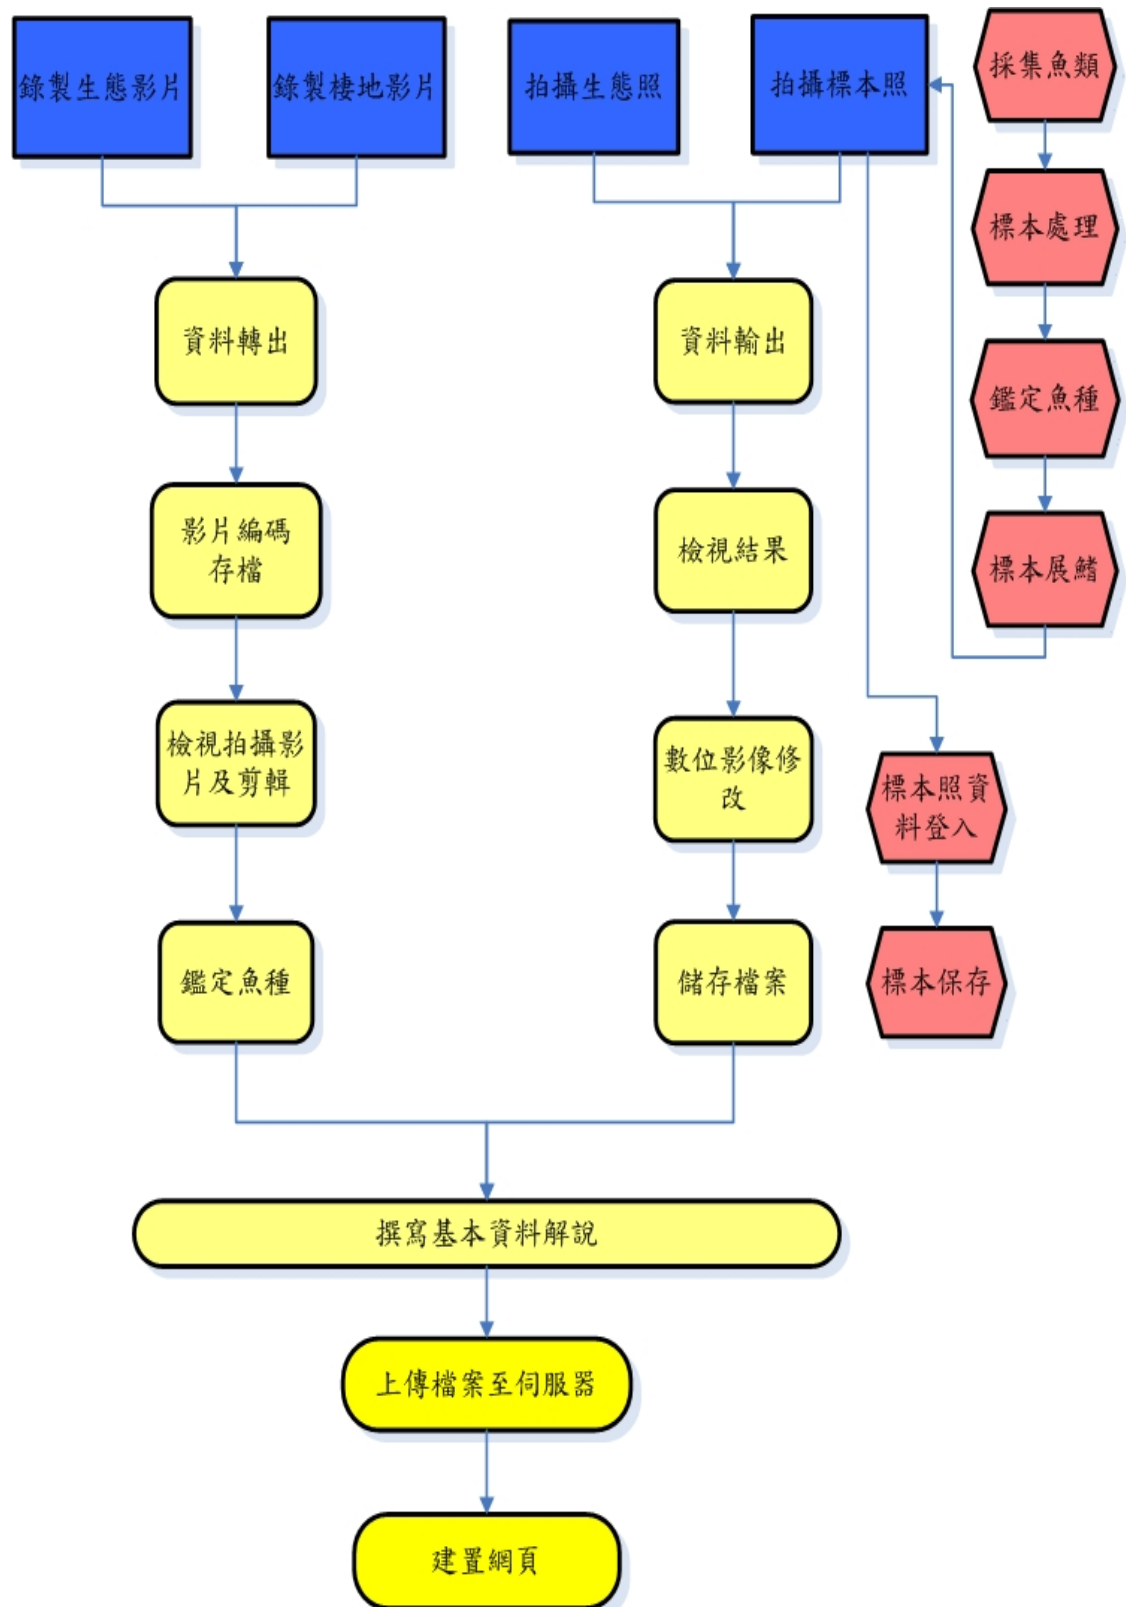 錄製生態影片
錄製棲地影片
拍攝生態照
拍攝標本照
採集魚類
標本處理
資料轉出
資料輸出
鑑定魚種
影片編碼
存檔
檢視結果
標本展鰭
檢視拍攝影
片及剪輯
數位影像修
改
標本照資
料登入
鑑定魚種
儲存檔案
標本保存
撰寫基本資料解說
上傳檔案至伺服器
建置網頁